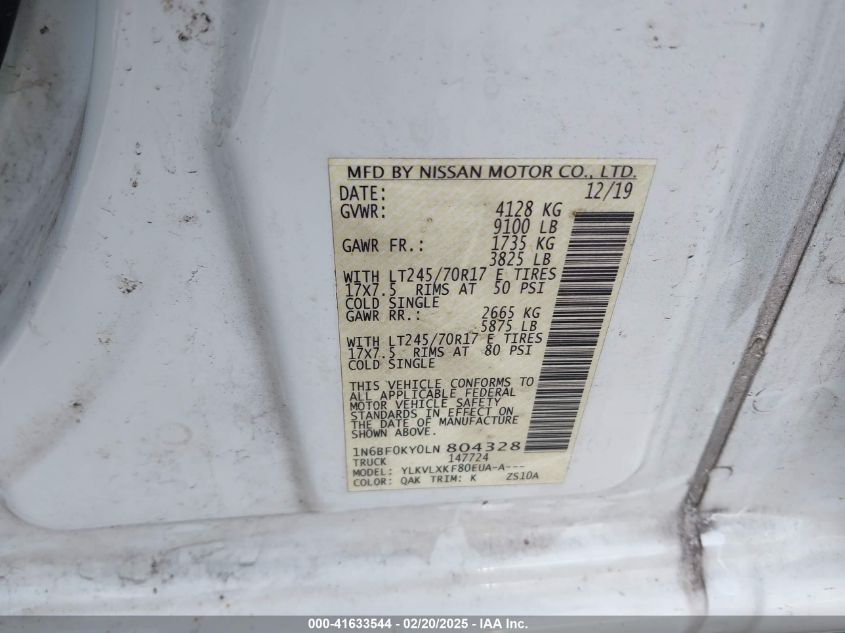 MFD BY NISSAN MOTOR CO., LTD.
DATE: 12/19
GVWR: 4128 KG
9100 LB
GAWR FR.: 1735 KG
3825 LB
WITH LT245/70R17 E TIRES
17X7.5 RIMS AT 50 PSI
COLD SINGLE
GAWR RR.: 2665 KG
5875 LB
WITH LT245/70R17 E TIRES
17X7.5 RIMS AT 80 PSI
COLD SINGLE
THIS VEHICLE CONFORMS TO
ALL APPLICABLE FEDERAL
MOTOR VEHICLE SAFETY
STANDARDS IN EFFECT ON
THE DATE OF MANUFACTURE
SHOWN ABOVE.
1N6BF0KY0LN 804328
TRUCK 147724
MODEL: YLKVLXKF80EUA-A---
COLOR: QAK TRIM: K ZS10A
000-41633544 - 02/20/2025 - IAA Inc.